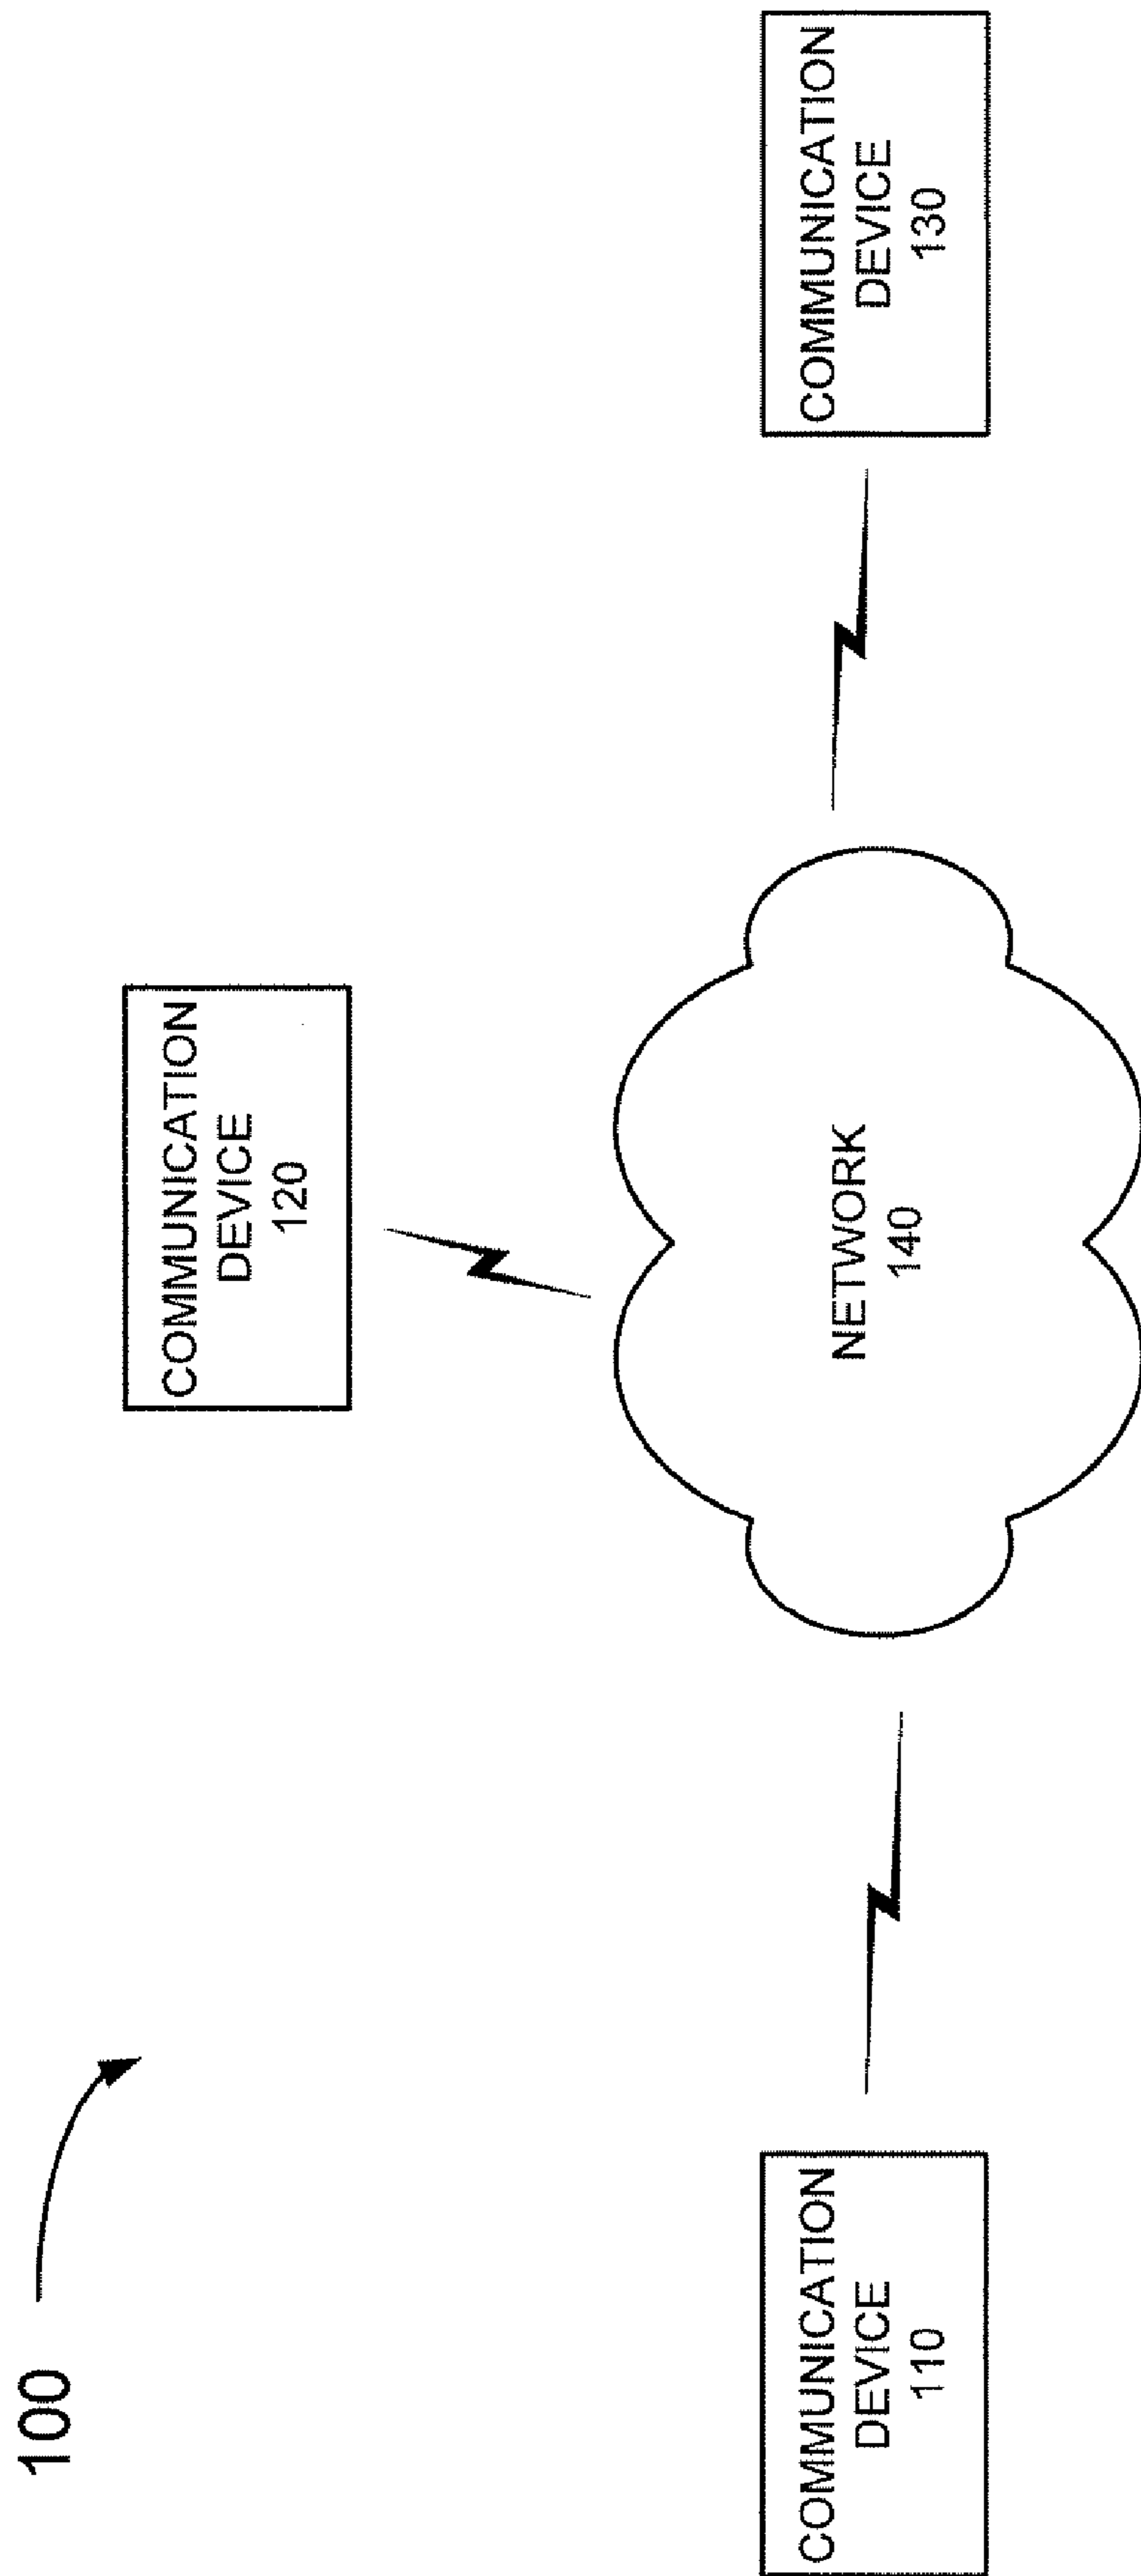 100
COMMUNICATION
DEVICE
120
COMMUNICATION
DEVICE
110
NETWORK
140
COMMUNICATION
DEVICE
130